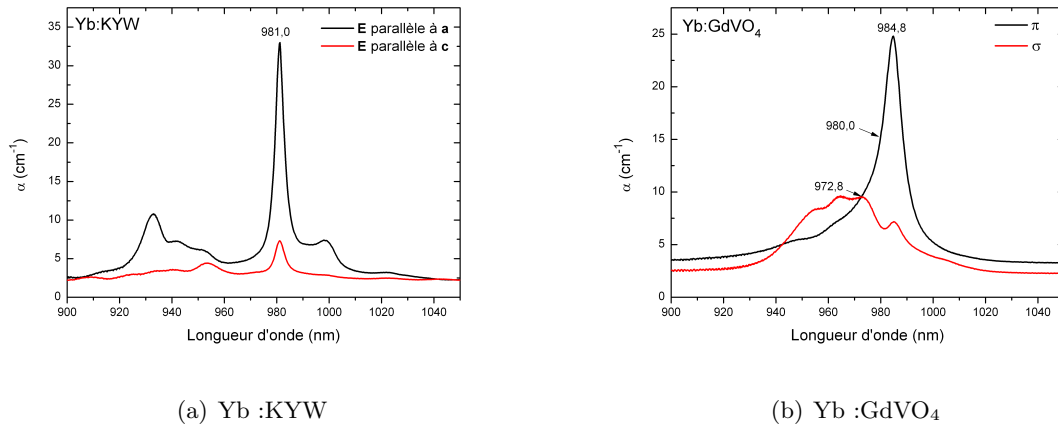 Yb:KYW
E parallèle à a
E parallèle à c
981,0
35
30
25
20
15
10
5
0
α (cm⁻¹)
900 920 940 960 980 1000 1020 1040
Longueur d'onde (nm)
(a) Yb :KYW
Yb:GdVO₄
π
σ
984,8
980,0
972,8
25
20
15
10
5
0
α (cm⁻¹)
900 920 940 960 980 1000 1020 1040
Longueur d'onde (nm)
(b) Yb :GdVO₄